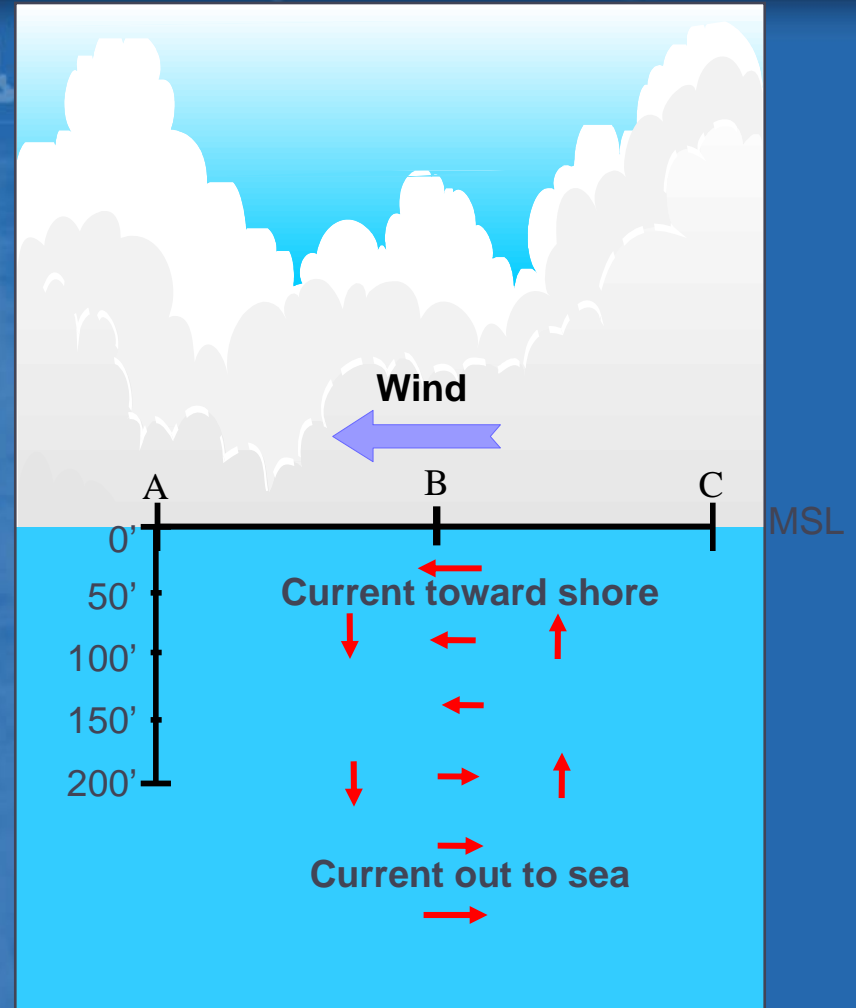 Wind
A
B
C
MSL
0’
Current toward shore
50’
100’
150’
200’
Current out to sea